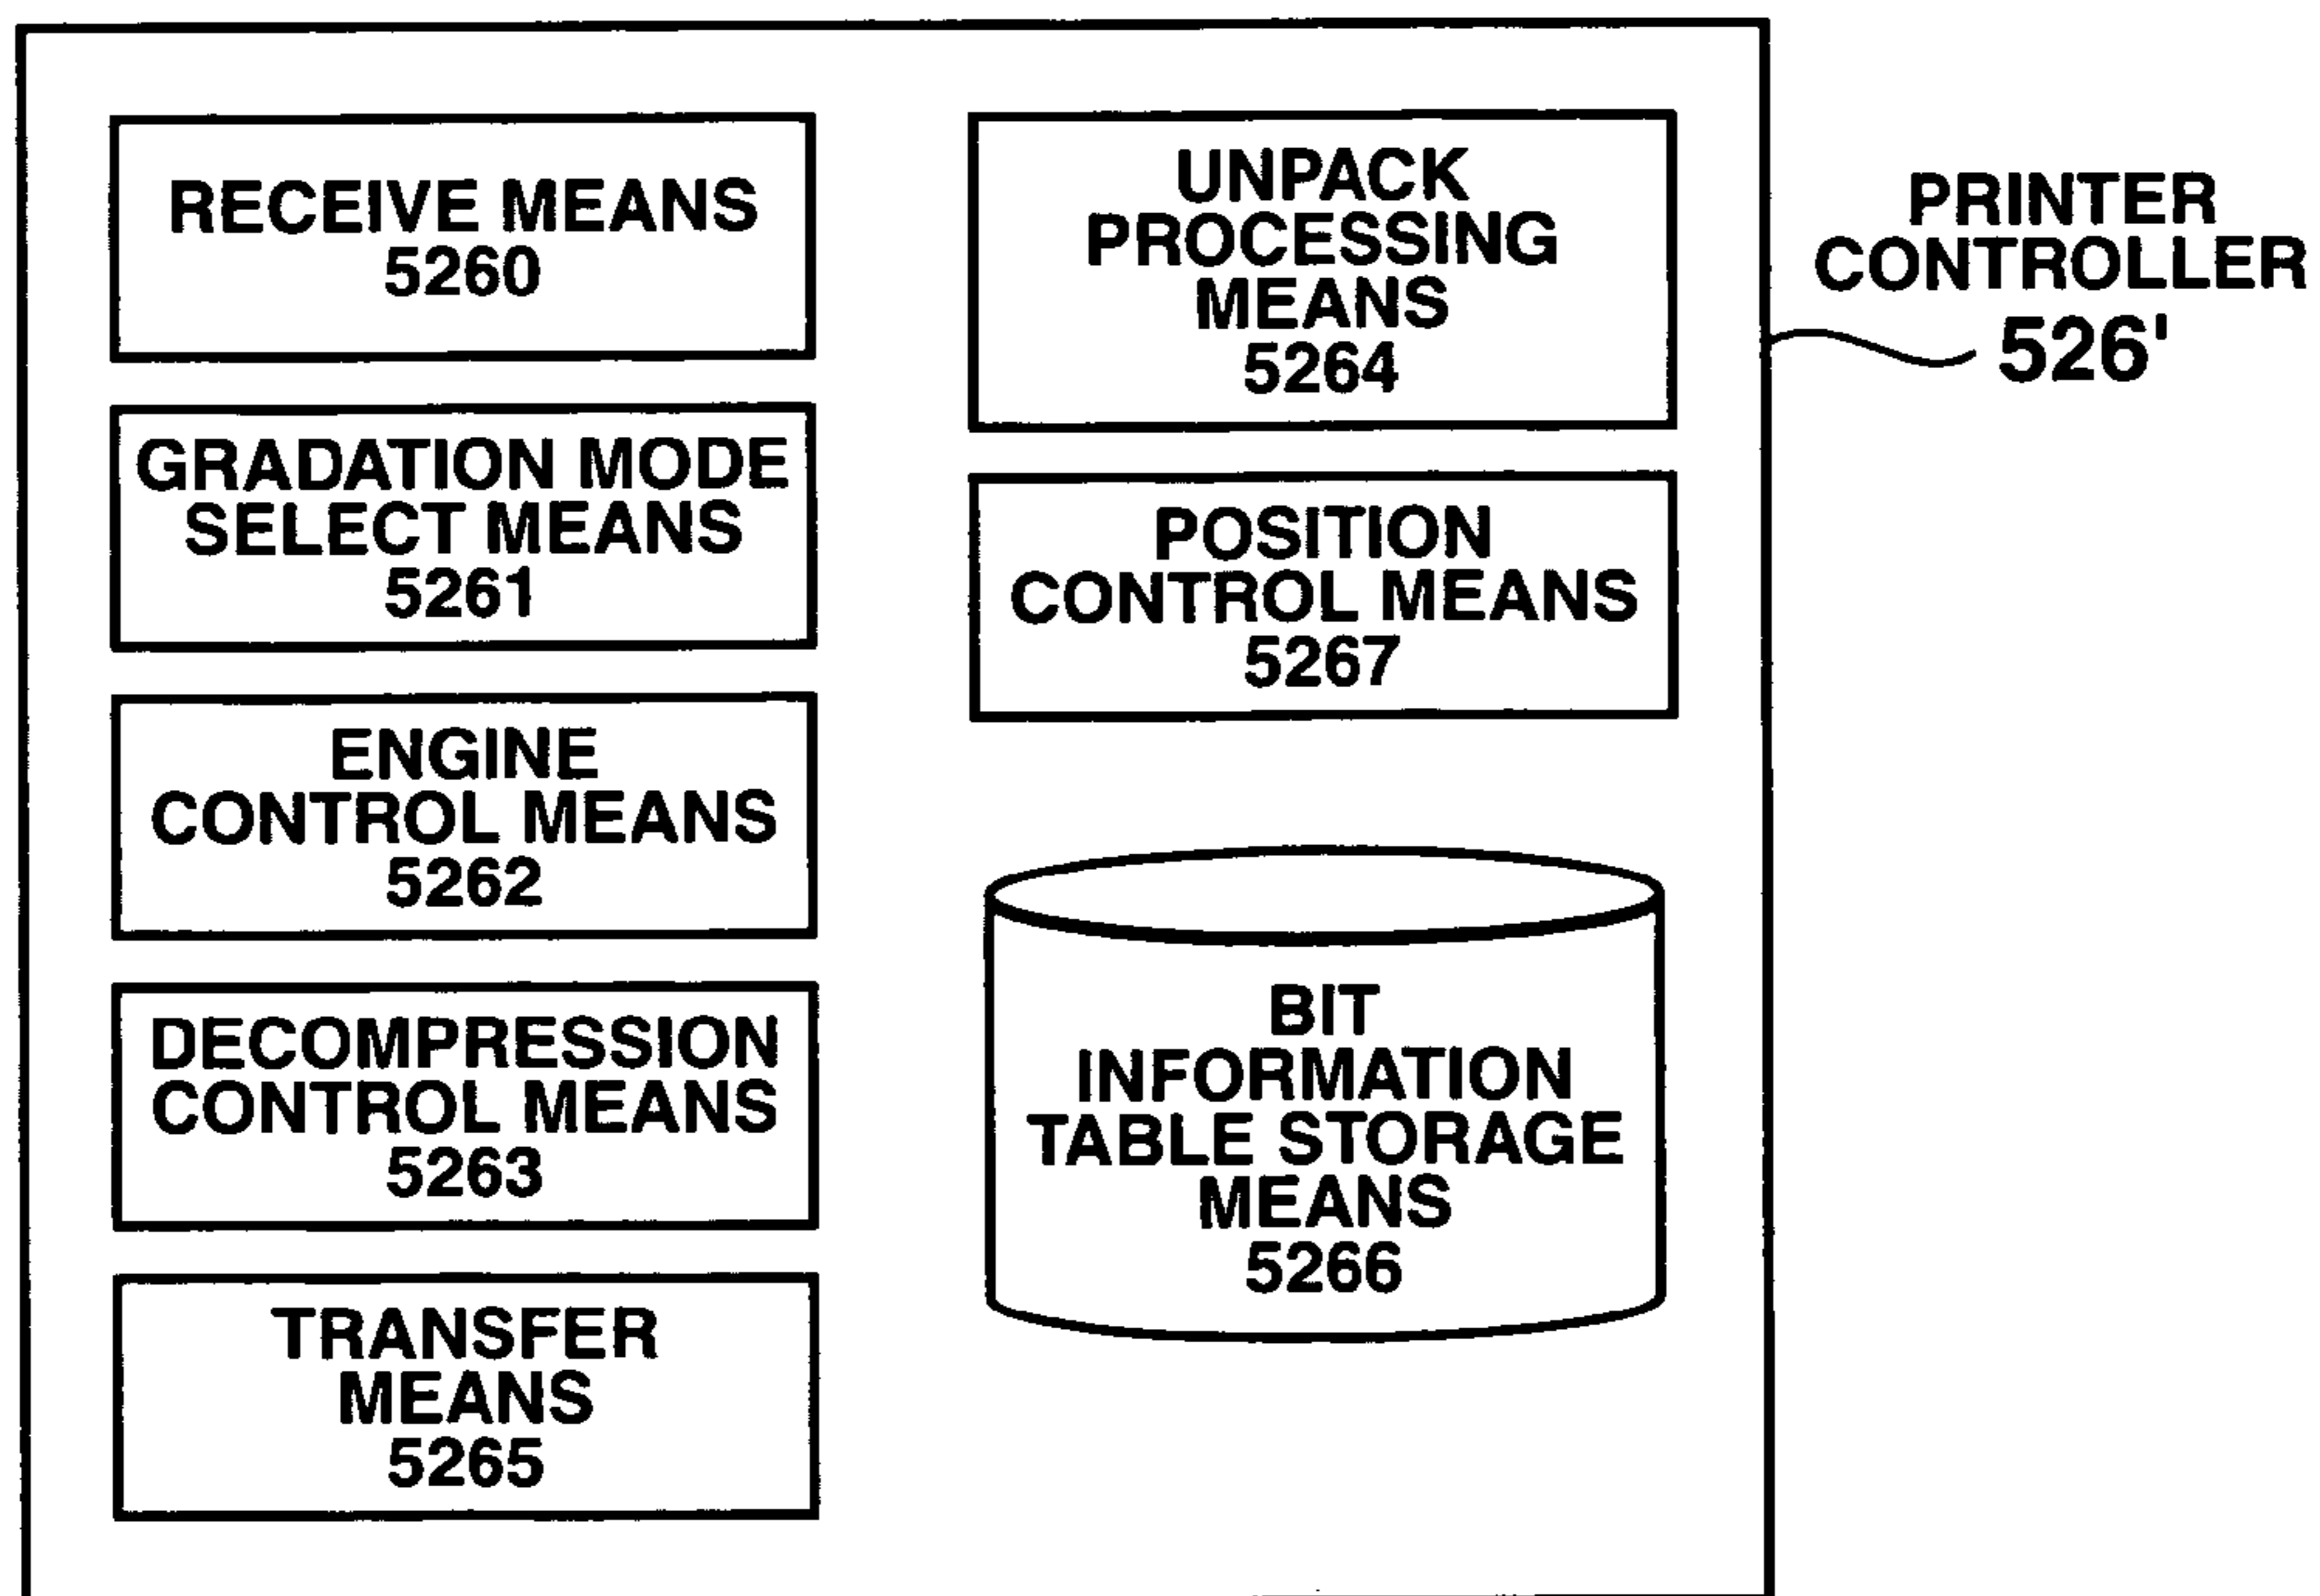 RECEIVE MEANS
5260
GRADATION MODE
SELECT MEANS
5261
ENGINE
CONTROL MEANS
5262
DECOMPRESSION
CONTROL MEANS
5263
TRANSFER
MEANS
5265
UNPACK
PROCESSING
MEANS
5264
POSITION
CONTROL MEANS
5267
BIT
INFORMATION
TABLE STORAGE
MEANS
5266
PRINTER
CONTROLLER
526'